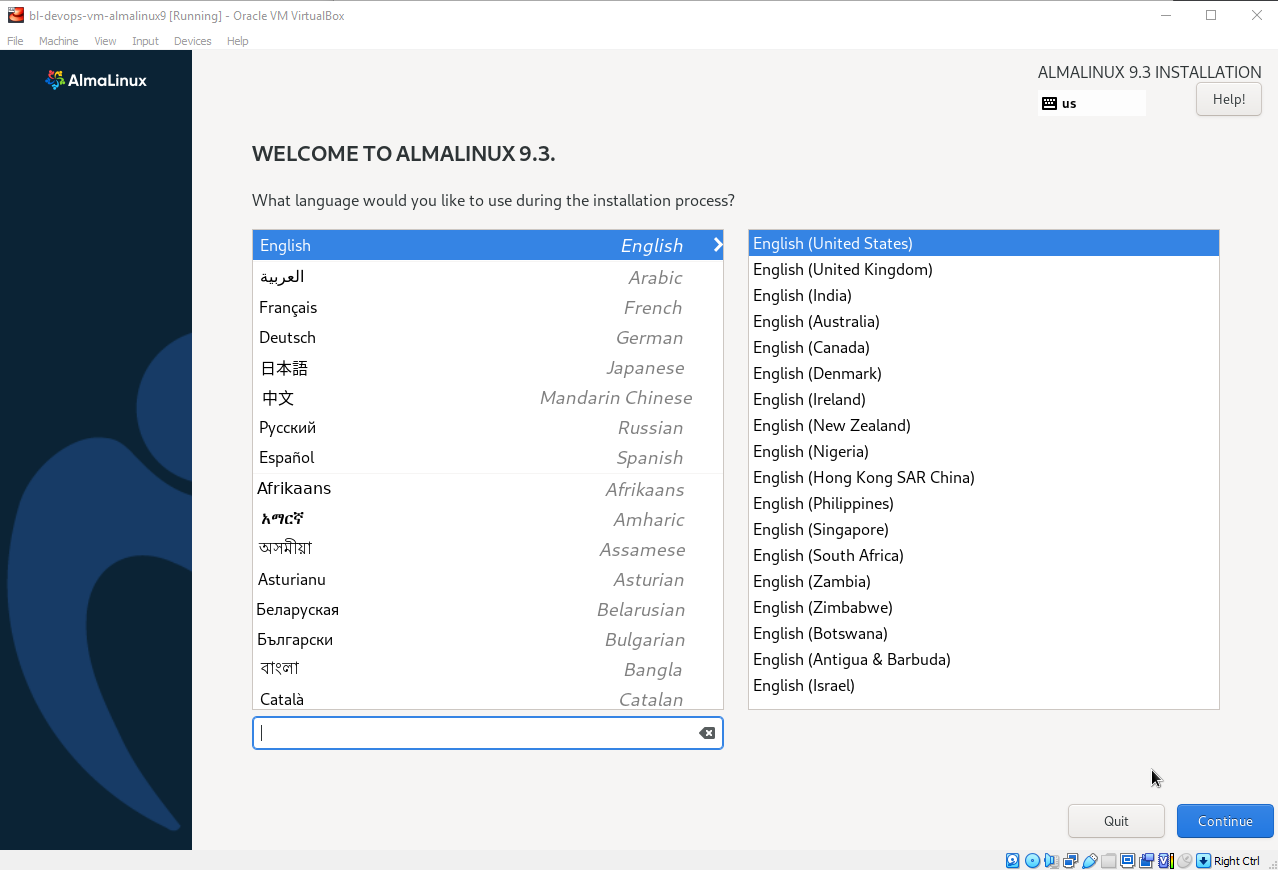 bl-devops-vm-almalinux9 [Running] - Oracle VM VirtualBox
File Machine View Input Devices Help
AlmaLinux
ALMALINUX 9.3 INSTALLATION
us
Help!
WELCOME TO ALMALINUX 9.3.
What language would you like to use during the installation process?
English English
العربية Arabic
Français French
Deutsch German
日本語 Japanese
中文 Mandarin Chinese
Русский Russian
Español Spanish
Afrikaans Afrikaans
አማርኛ Amharic
অসমীয়া Assamese
Asturianu Asturian
Беларуская Belarusian
Български Bulgarian
বাংলা Bangla
Català Catalan
English (United States)
English (United Kingdom)
English (India)
English (Australia)
English (Canada)
English (Denmark)
English (Ireland)
English (New Zealand)
English (Nigeria)
English (Hong Kong SAR China)
English (Philippines)
English (Singapore)
English (South Africa)
English (Zambia)
English (Zimbabwe)
English (Botswana)
English (Antigua & Barbuda)
English (Israel)
Quit
Continue
Right Ctrl